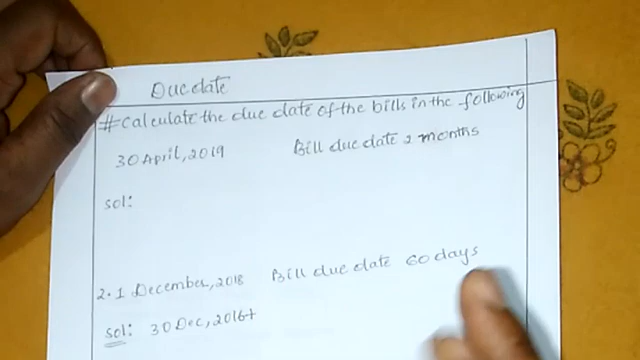 Due date
# Calculate the due date of the bills in the following
30 April, 2019 Bill due date 2 months
Sol:
2. 1 December, 2018 Bill due date 60 days
Sol: 30 Dec, 2016+